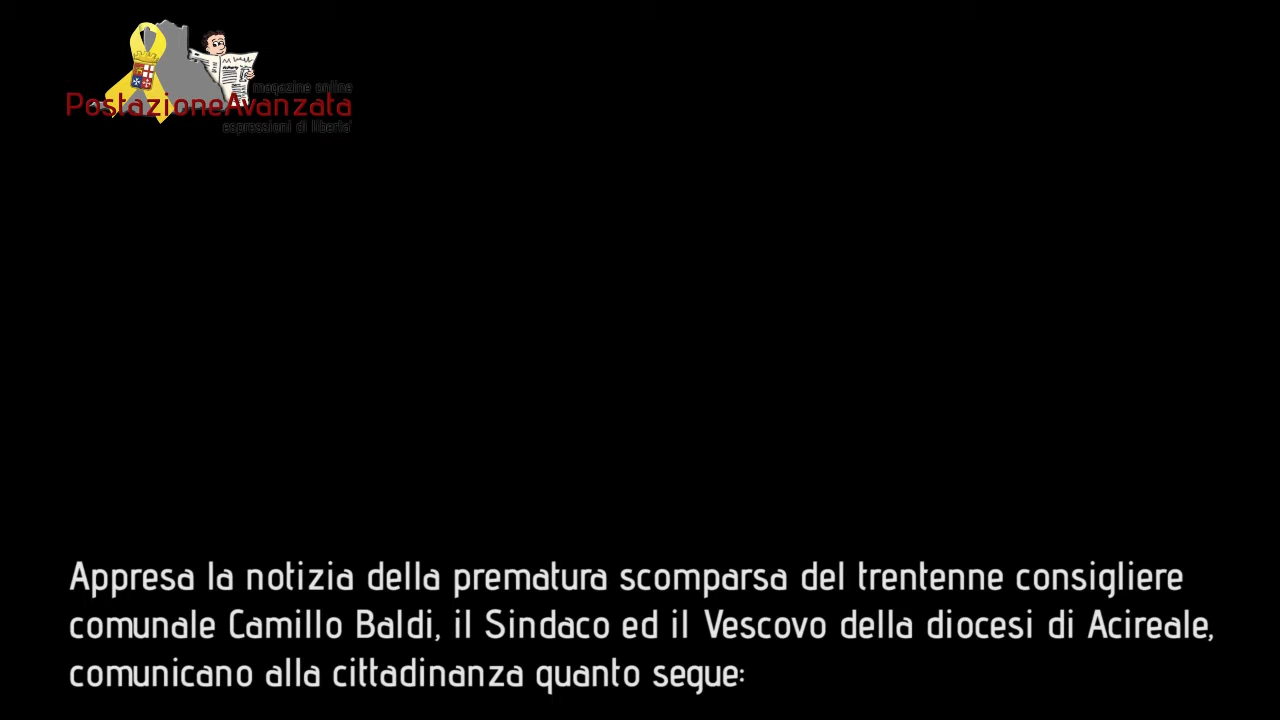 magazine online
PostazioneAvanzata
espressioni di liberta'
Appresa la notizia della prematura scomparsa del trentenne consigliere
comunale Camillo Baldi, il Sindaco ed il Vescovo della diocesi di Acireale,
comunicano alla cittadinanza quanto segue: